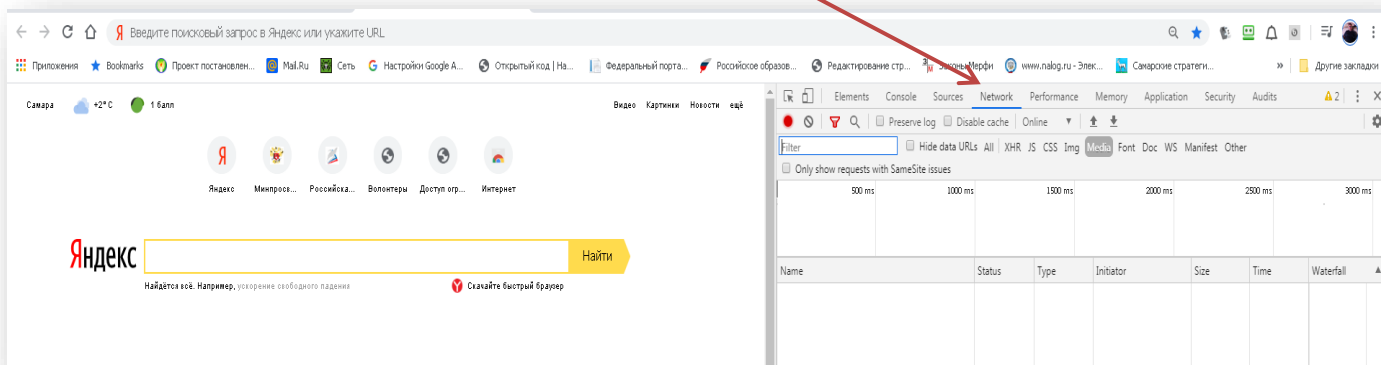 Введите поисковый запрос в Яндекс или укажите URL
Приложения Bookmarks Проект постановлен... Mail.Ru Сеть Настройки Google A... Открытый код | На... Федеральный порта... Российское образов... Редактирование стр... Законы Мерфи www.nalog.ru - Элек... Самарские стратеги... » Другие закладки
Самара +2° C 1 балл Видео Картинки Новости ещё
Яндекс Минпросв... Российска... Волонтеры Доступ огр... Интернет
Яндекс Найти
Найдётся всё. Например, ускорение свободного падения Скачайте быстрый браузер
Elements Console Sources Network Performance Memory Application Security Audits 2
Preserve log Disable cache Online
Filter Hide data URLs All XHR JS CSS Img Media Font Doc WS Manifest Other
Only show requests with SameSite issues
500 ms 1000 ms 1500 ms 2000 ms 2500 ms 3000 ms
Name Status Type Initiator Size Time Waterfall